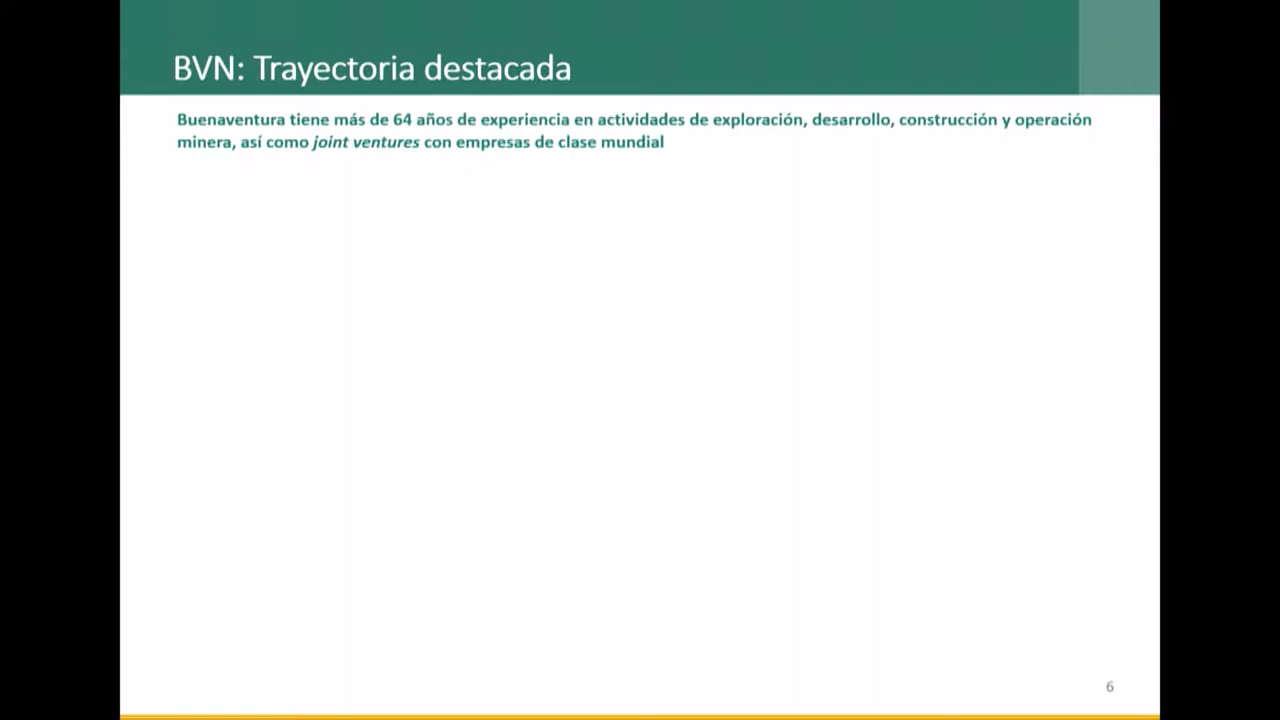 BVN: Trayectoria destacada
Buenaventura tiene más de 64 años de experiencia en actividades de exploración, desarrollo, construcción y operación
minera, así como joint ventures con empresas de clase mundial
6